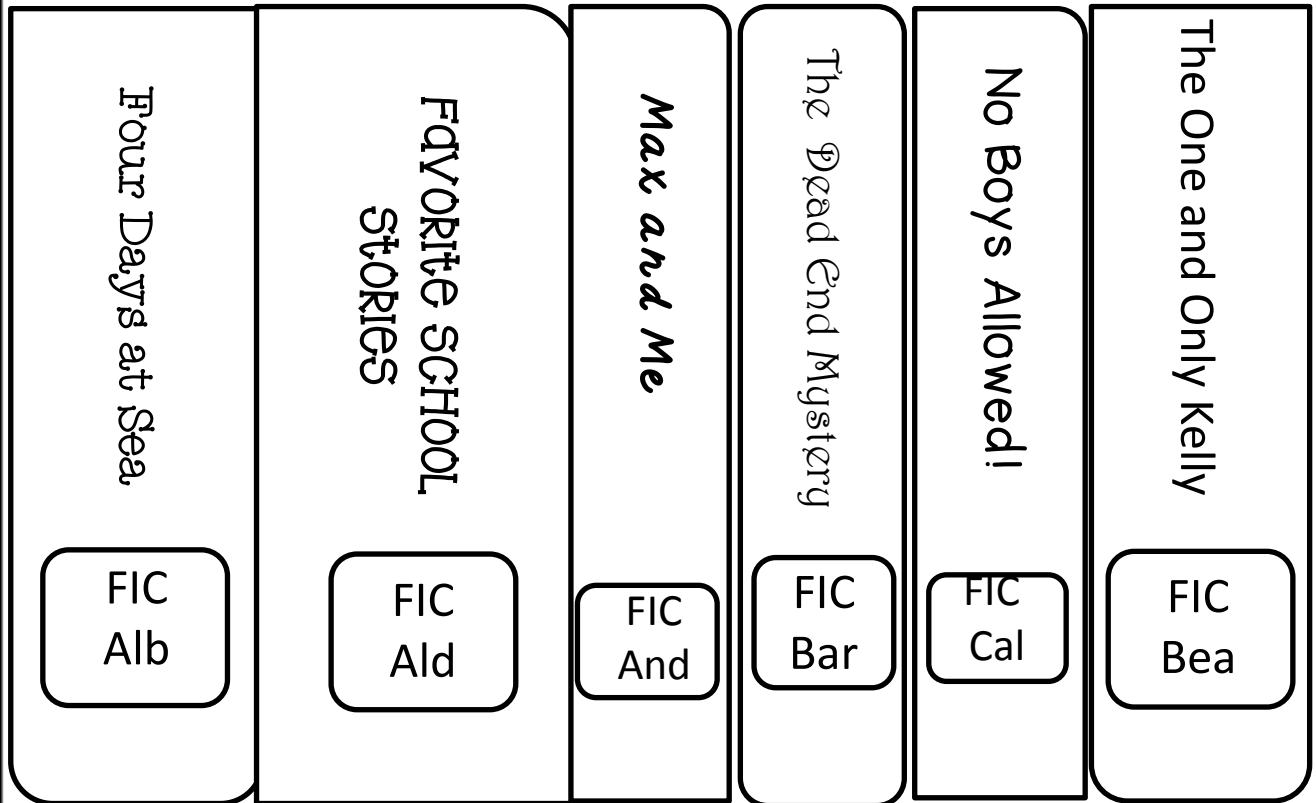 Four Days at Sea
FIC
Alb
Favorite School
Stories
FIC
Ald
Max and Me
FIC
And
The Dead End Mystery
FIC
Bar
No Boys Allowed!
FIC
Cal
The One and Only Kelly
FIC
Bea